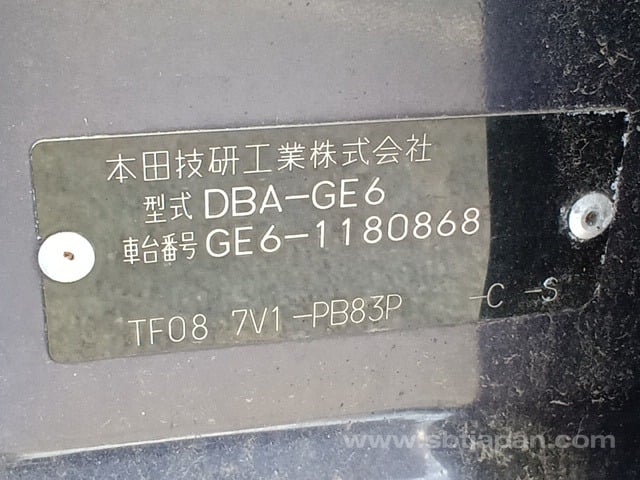 本田技研工業株式会社
型式 DBA-GE6
車台番号 GE6-1180868
TF08 7V1-PB83P -C -S
www.sbtjapan.com